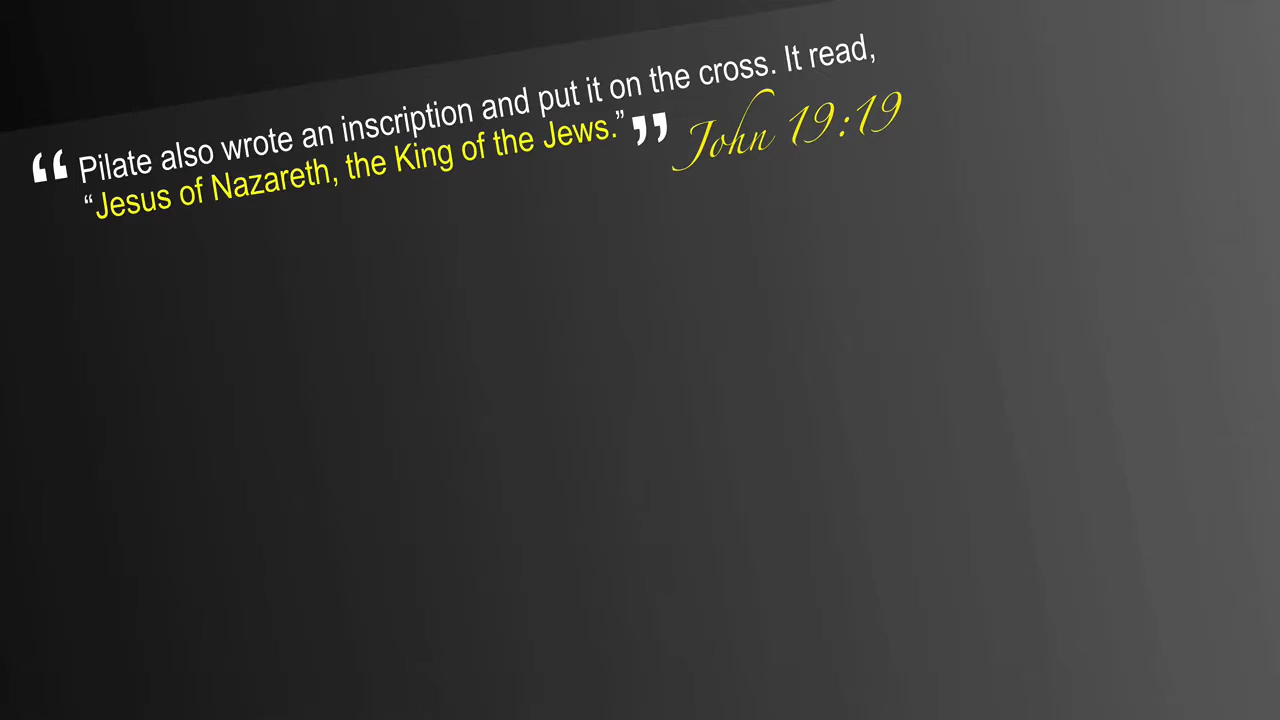 “ Pilate also wrote an inscription and put it on the cross. It read,
“Jesus of Nazareth, the King of the Jews.” ” John 19:19